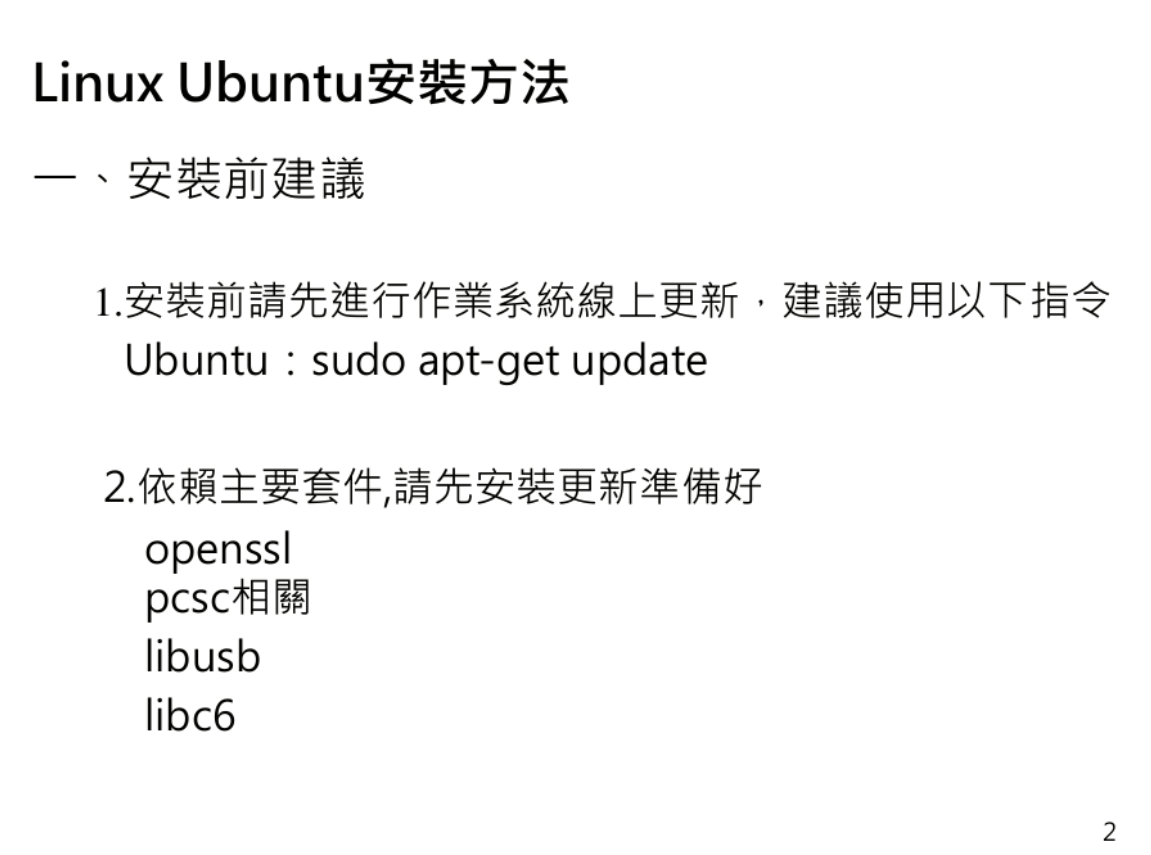 Linux Ubuntu安裝方法
一、安裝前建議
1.安裝前請先進行作業系統線上更新，建議使用以下指令
Ubuntu：sudo apt-get update
2.依賴主要套件,請先安裝更新準備好
openssl
pcsc相關
libusb
libc6
2